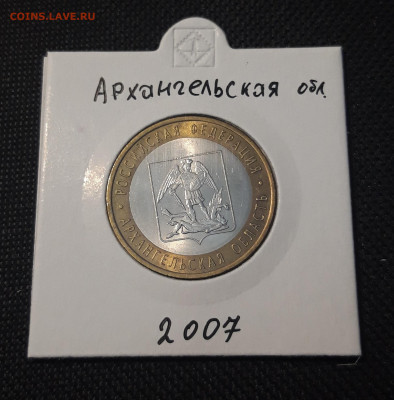 COINS.LAVE.RU
Архангельская обл.
РОССИЙСКАЯ ФЕДЕРАЦИЯ
АРХАНГЕЛЬСКАЯ ОБЛАСТЬ
2007